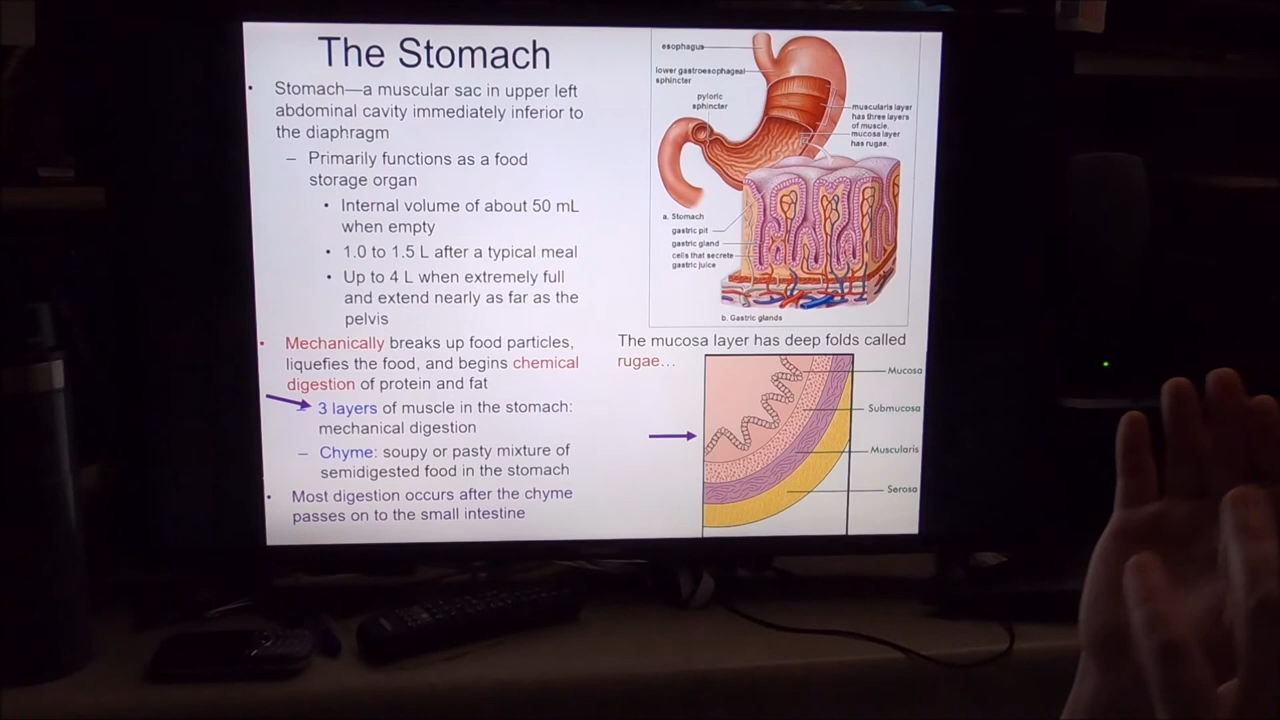 The Stomach
• Stomach—a muscular sac in upper left
abdominal cavity immediately inferior to
the diaphragm
– Primarily functions as a food
storage organ
• Internal volume of about 50 mL
when empty
• 1.0 to 1.5 L after a typical meal
• Up to 4 L when extremely full
and extend nearly as far as the
pelvis
• Mechanically breaks up food particles,
liquefies the food, and begins chemical
digestion of protein and fat
– 3 layers of muscle in the stomach:
mechanical digestion
– Chyme: soupy or pasty mixture of
semidigested food in the stomach
• Most digestion occurs after the chyme
passes on to the small intestine
esophagus
lower gastroesophageal
sphincter
pyloric
sphincter
muscularis layer
has three layers
of muscle.
mucosa layer
has rugae.
a. Stomach
gastric pit
gastric gland
cells that secrete
gastric juice
b. Gastric glands
The mucosa layer has deep folds called
rugae…
Mucosa
Submucosa
Muscularis
Serosa